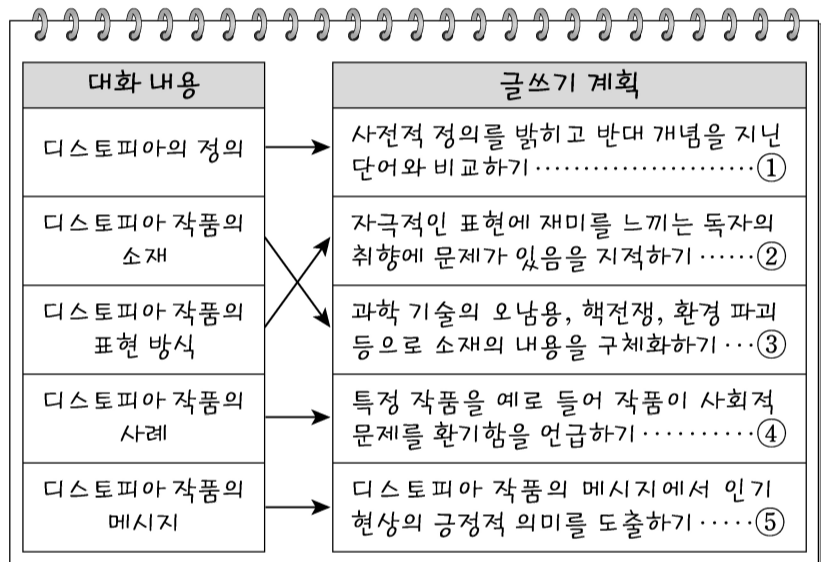 대화 내용
글쓰기 계획
디스토피아의 정의
사전적 정의를 밝히고 반대 개념을 지닌
단어와 비교하기 ······················· ①
디스토피아 작품의
소재
자극적인 표현에 재미를 느끼는 독자의
취향에 문제가 있음을 지적하기 ······ ②
디스토피아 작품의
표현 방식
과학 기술의 오남용, 핵전쟁, 환경 파괴
등으로 소재의 내용을 구체화하기 ··· ③
디스토피아 작품의
사례
특정 작품을 예로 들어 작품이 사회적
문제를 환기함을 언급하기 ·········· ④
디스토피아 작품의
메시지
디스토피아 작품의 메시지에서 인기
현상의 긍정적 의미를 도출하기 ····· ⑤